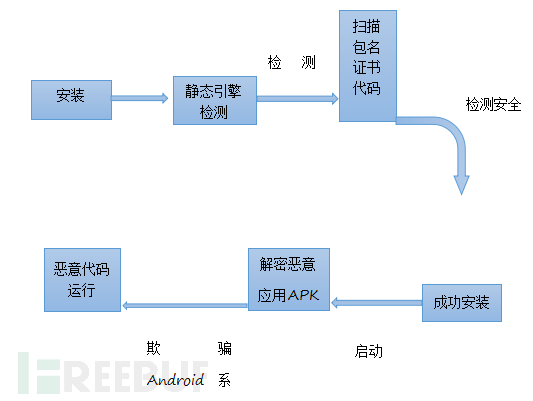 安装
静态引擎
检测
检 测
扫描
包名
证书
代码
检测安全
恶意代码
运行
解密恶意
应用APK
成功安装
欺 骗
Android 系
启动
REEBUF